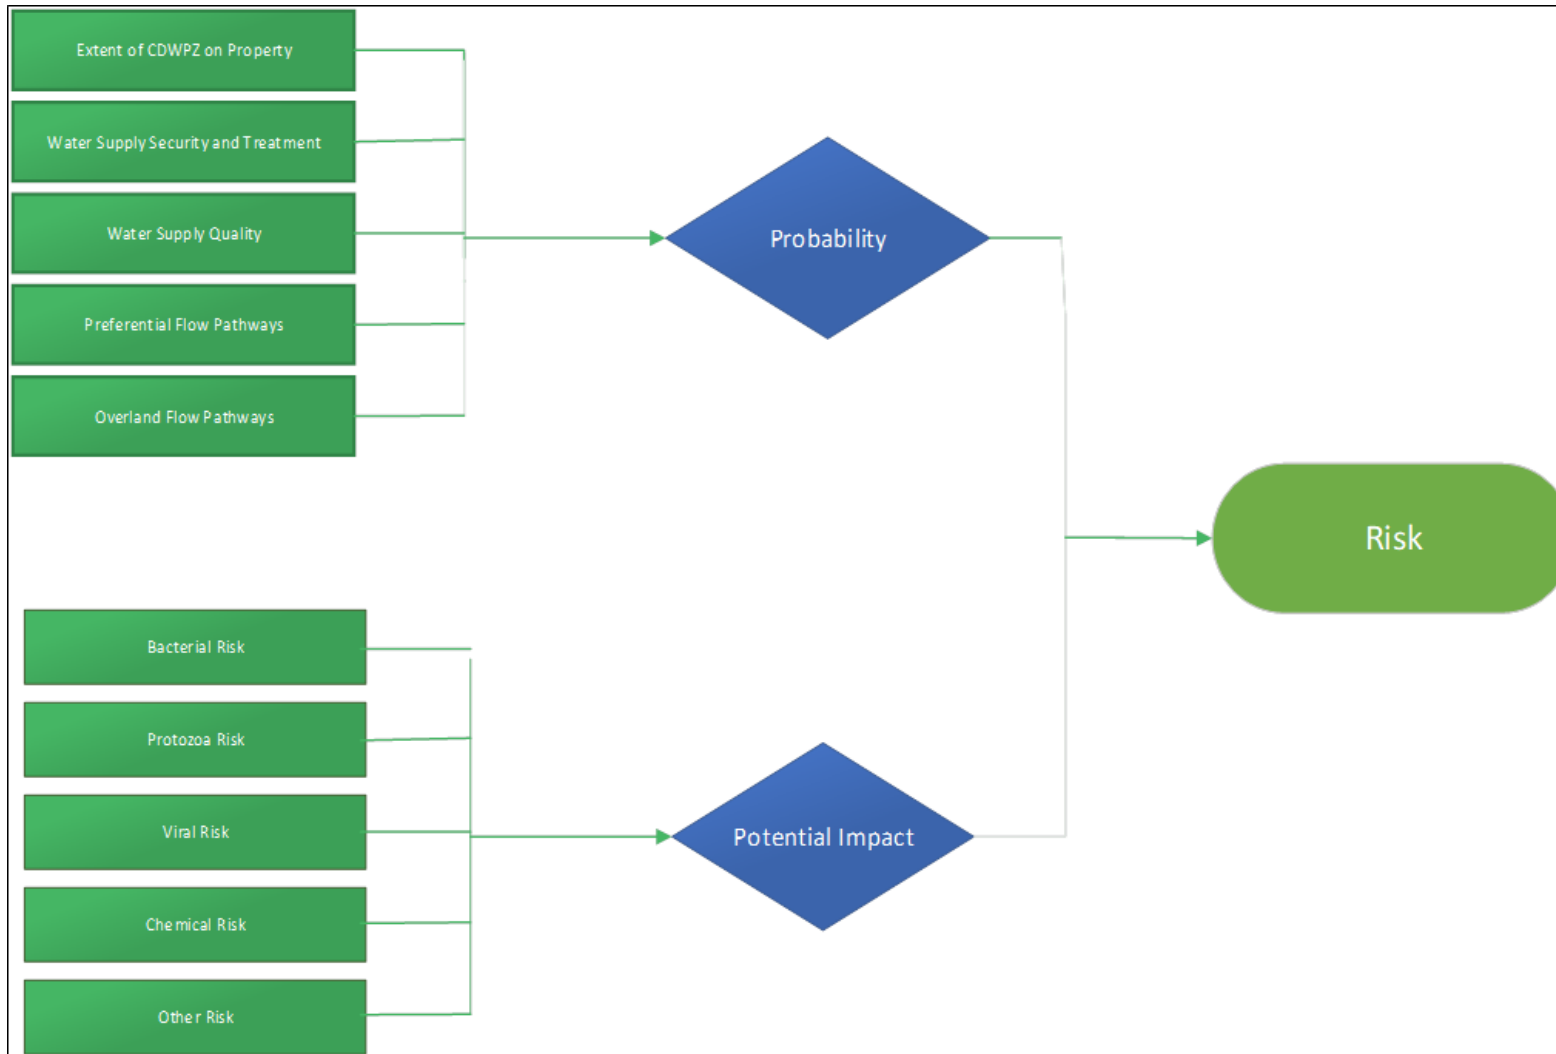 Extent of CDWPZ on Property
Water Supply Security and Treatment
Water Supply Quality
Preferential Flow Pathways
Overland Flow Pathways
Probability
Risk
Bacterial Risk
Protozoa Risk
Viral Risk
Chemical Risk
Other Risk
Potential Impact